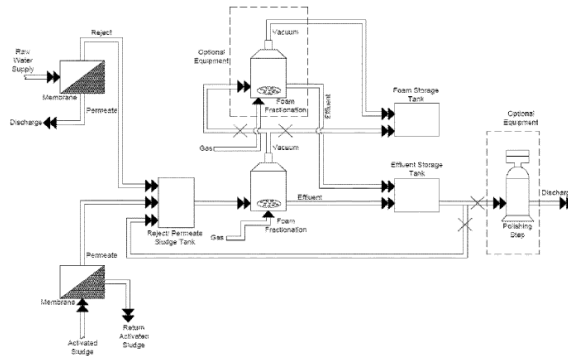 Reject
Raw
Water
Supply
Membrane
Permeate
Discharge
Optional
Equipment
Vacuum
Foam
Fractionation
Effluent
Gas
Foam Storage
Tank
Vacuum
Effluent
Foam
Fractionation
Gas
Effluent Storage
Tank
Optional
Equipment
Discharge
Polishing
Step
Reject/ Permeate
Sludge Tank
Permeate
Membrane
Activated
Sludge
Return
Activated
Sludge